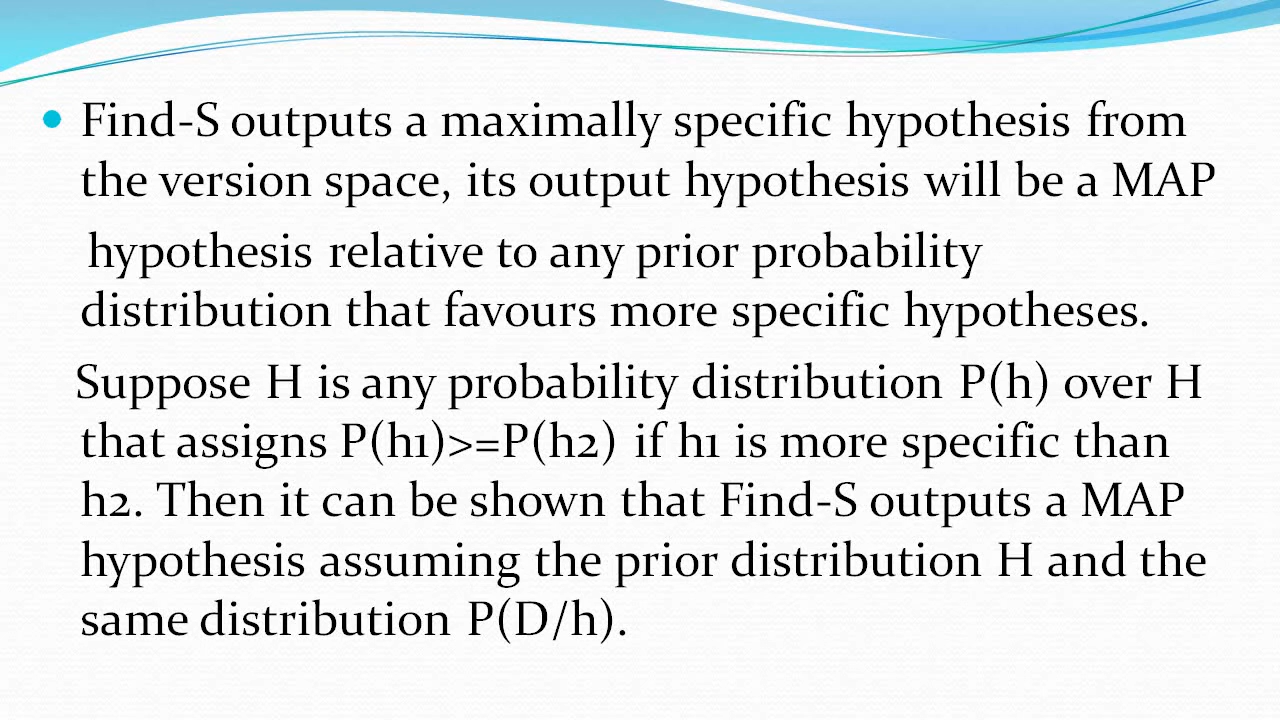 Find-S outputs a maximally specific hypothesis from
the version space, its output hypothesis will be a MAP
hypothesis relative to any prior probability
distribution that favours more specific hypotheses.
Suppose H is any probability distribution P(h) over H
that assigns P(h1)>=P(h2) if h1 is more specific than
h2. Then it can be shown that Find-S outputs a MAP
hypothesis assuming the prior distribution H and the
same distribution P(D/h).